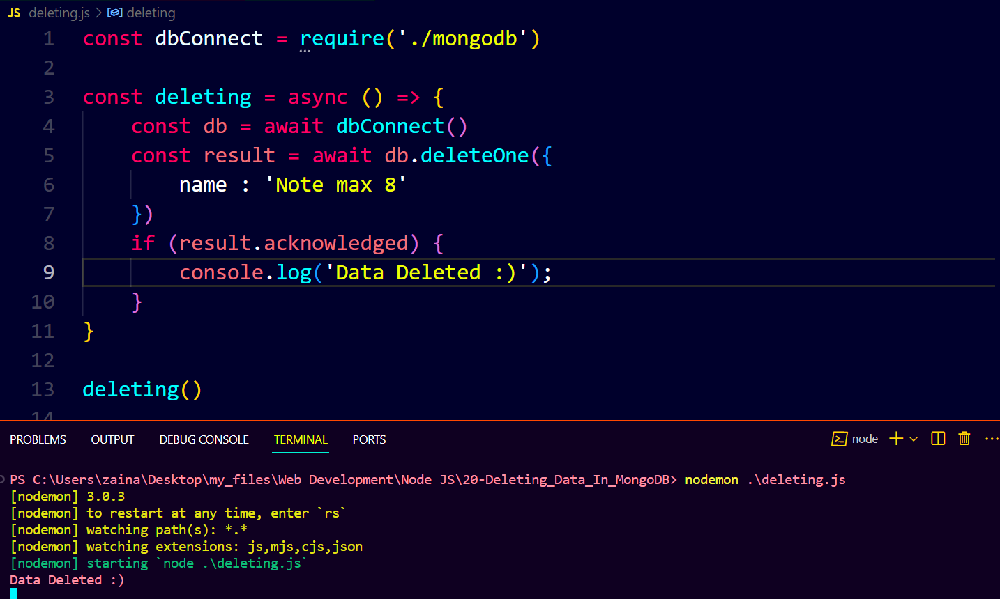 JS deleting.js > deleting
1 const dbConnect = require('./mongodb')
2
3 const deleting = async () => {
4 const db = await dbConnect()
5 const result = await db.deleteOne({
6 name : 'Note max 8'
7 })
8 if (result.acknowledged) {
9 console.log('Data Deleted :)');
10 }
11 }
12
13 deleting()
14
PROBLEMS OUTPUT DEBUG CONSOLE TERMINAL PORTS node
PS C:\Users\zaina\Desktop\my_files\Web Development\Node JS\20-Deleting_Data_In_MongoDB> nodemon .\deleting.js
[nodemon] 3.0.3
[nodemon] to restart at any time, enter `rs`
[nodemon] watching path(s): *.*
[nodemon] watching extensions: js,mjs,cjs,json
[nodemon] starting `node .\deleting.js`
Data Deleted :)